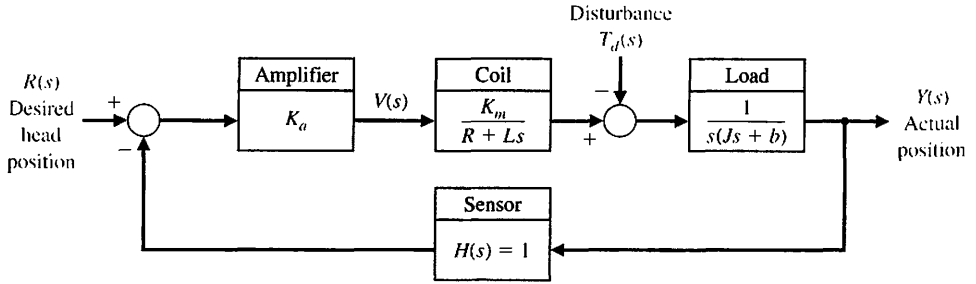 Disturbance
T_d(s)
R(s)
Desired
head
position
+
−
Amplifier
K_a
V(s)
Coil
K_m
R + Ls
−
+
Load
1
s(Js + b)
Y(s)
Actual
position
Sensor
H(s) = 1